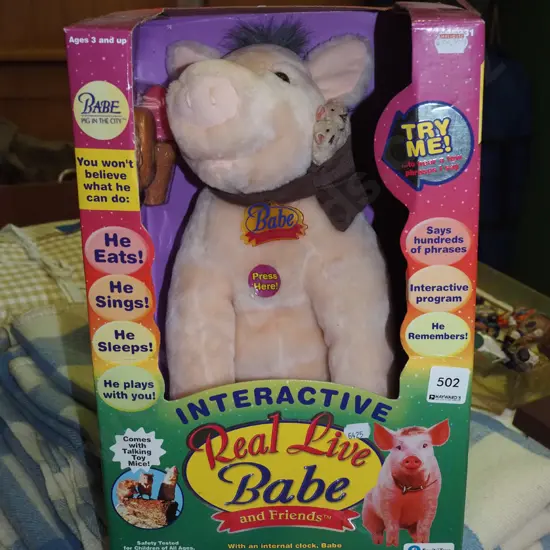 Ages 3 and up
BABE
PIG IN THE CITY
You won't
believe
what he
can do:
He
Eats!
He
Sings!
He
Sleeps!
He plays
with you!
Comes
with
Talking
Toy
Mice!
Safety Tested
for Children of All Ages.
TRY
ME!
Says
hundreds
of phrases
Interactive
program
He
Remembers!
502
HAYWARD'S
Babe
Press
Here!
INTERACTIVE
Real Live
Babe
and Friends™
With an internal clock, Babe